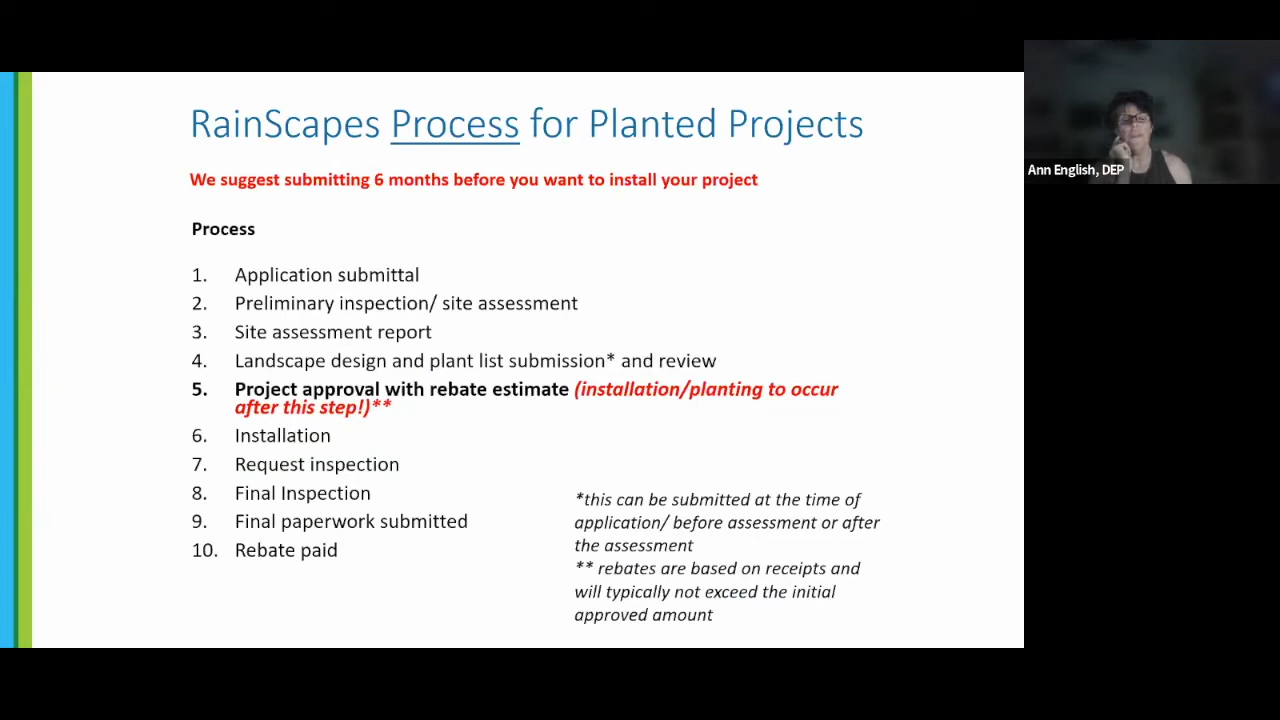 RainScapes Process for Planted Projects
We suggest submitting 6 months before you want to install your project
Process
1. Application submittal
2. Preliminary inspection/ site assessment
3. Site assessment report
4. Landscape design and plant list submission* and review
5. Project approval with rebate estimate (installation/planting to occur
after this step!)**
6. Installation
7. Request inspection
8. Final Inspection
9. Final paperwork submitted
10. Rebate paid
*this can be submitted at the time of
application/ before assessment or after
the assessment
** rebates are based on receipts and
will typically not exceed the initial
approved amount
Ann English, DEP